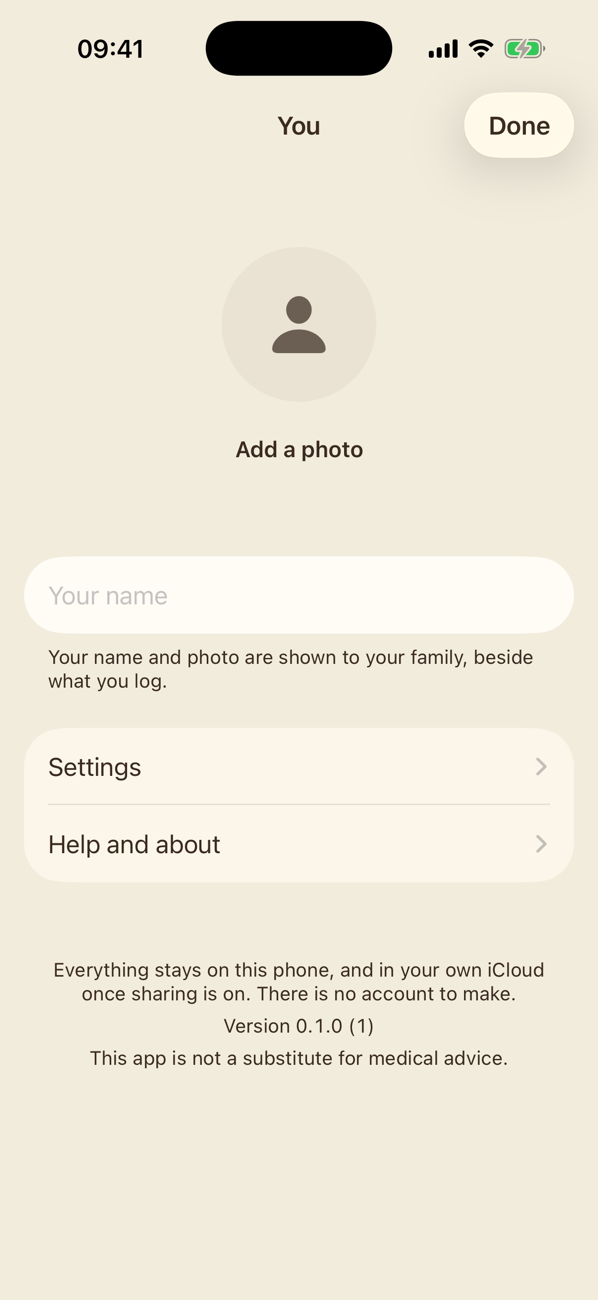 09:41
You
Done
Add a photo
Your name
Your name and photo are shown to your family, beside
what you log.
Settings
Help and about
Everything stays on this phone, and in your own iCloud
once sharing is on. There is no account to make.
Version 0.1.0 (1)
This app is not a substitute for medical advice.